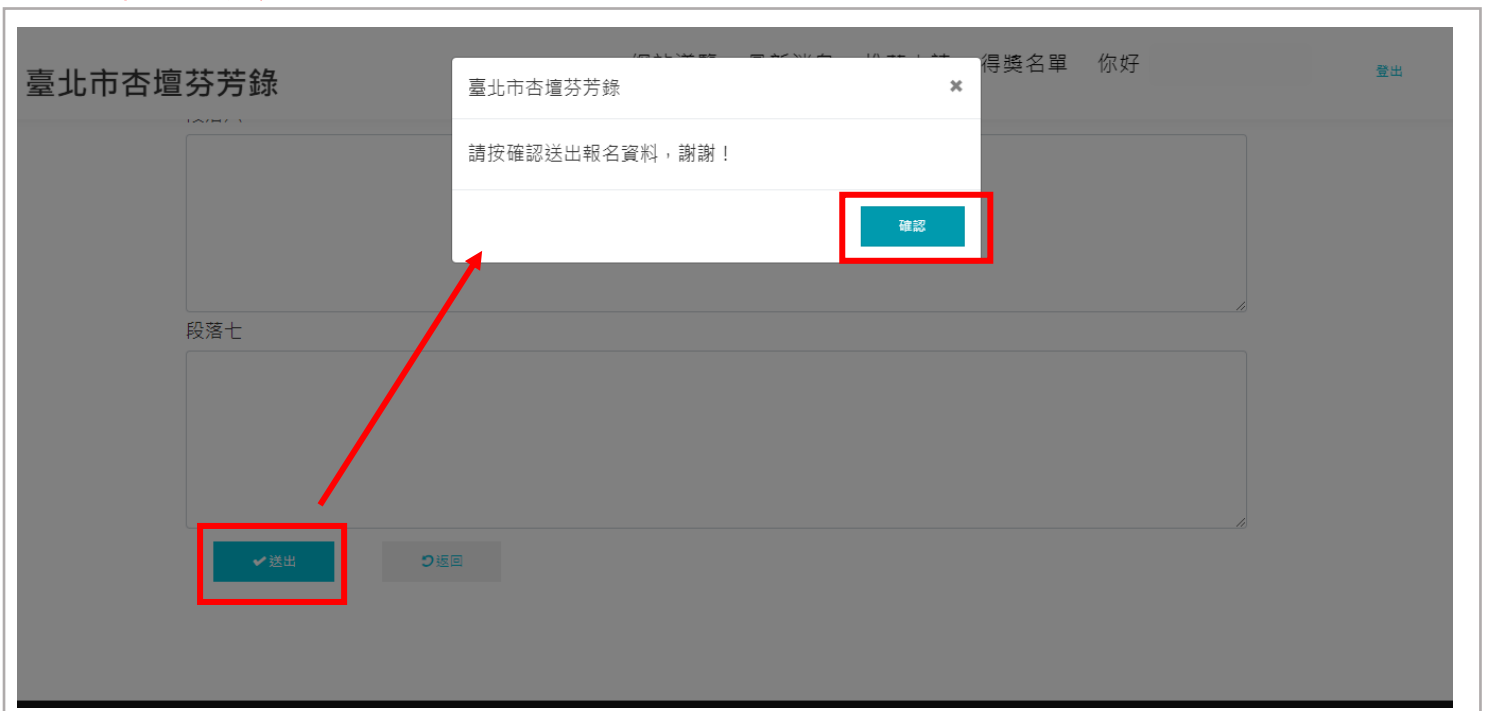 臺北市杏壇芬芳錄
得獎名單 你好
登出
臺北市杏壇芬芳錄
請按確認送出報名資料,謝謝!
確認
段落七
送出
返回